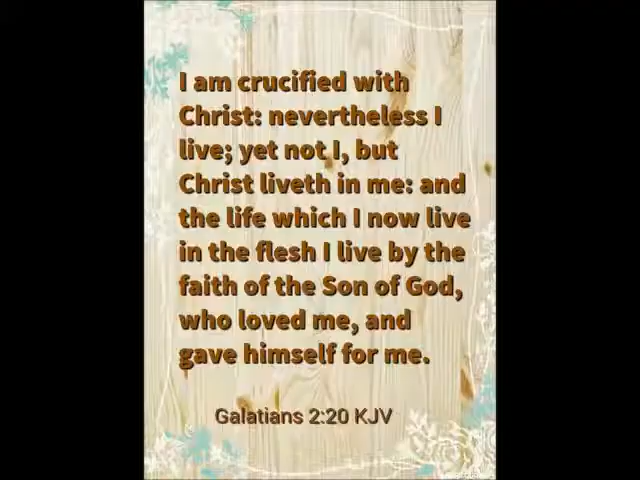 I am crucified with
Christ: nevertheless I
live; yet not I, but
Christ liveth in me: and
the life which I now live
in the flesh I live by the
faith of the Son of God,
who loved me, and
gave himself for me.
Galatians 2:20 KJV